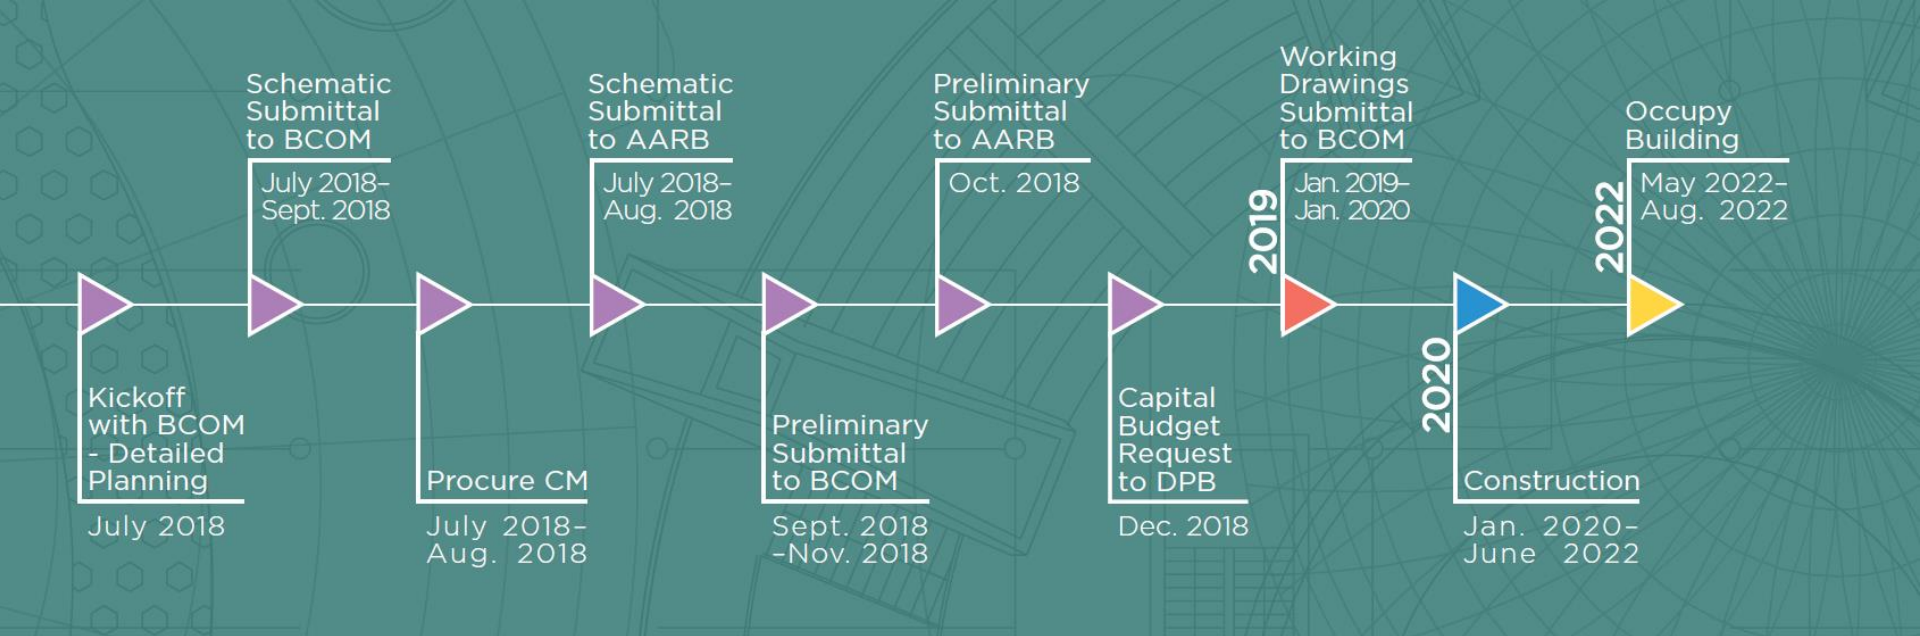 Kickoff
with BCOM
- Detailed
Planning
July 2018
Schematic
Submittal
to BCOM
July 2018–
Sept. 2018
Procure CM
July 2018–
Aug. 2018
Schematic
Submittal
to AARB
July 2018–
Aug. 2018
Preliminary
Submittal
to BCOM
Sept. 2018
–Nov. 2018
Preliminary
Submittal
to AARB
Oct. 2018
Capital
Budget
Request
to DPB
Dec. 2018
2019
Working
Drawings
Submittal
to BCOM
Jan. 2019–
Jan. 2020
2020
Construction
Jan. 2020–
June 2022
2022
Occupy
Building
May 2022–
Aug. 2022